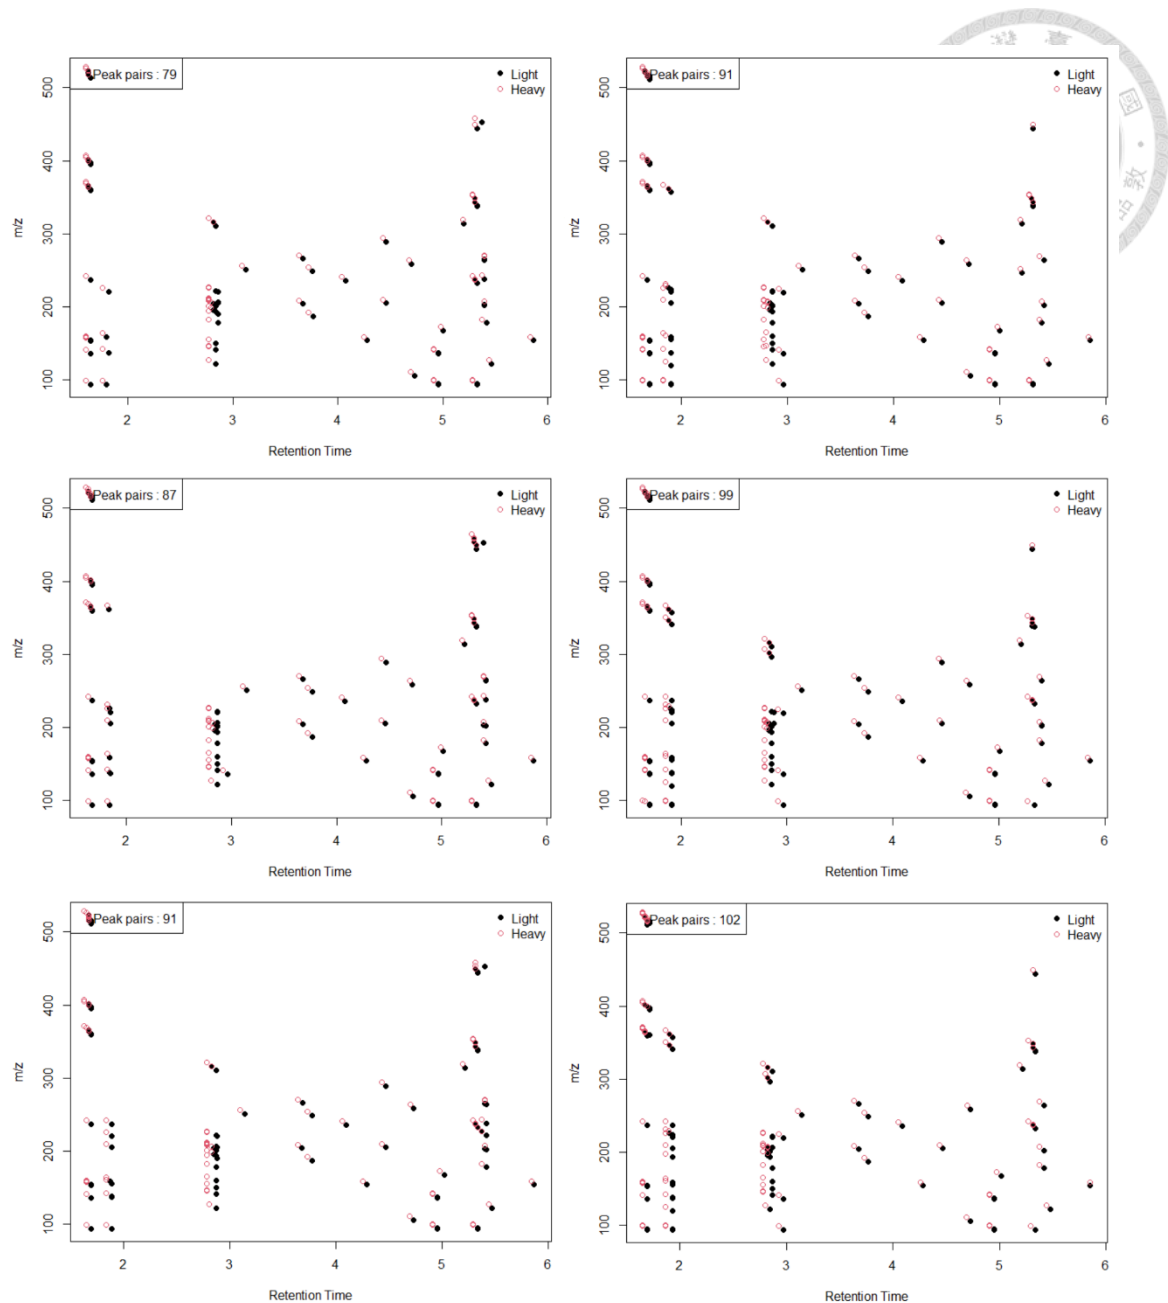 Peak pairs : 79
Light
Heavy
500
400
300
200
100
m/z
2 3 4 5 6
Retention Time
Peak pairs : 91
Light
Heavy
500
400
300
200
100
m/z
2 3 4 5 6
Retention Time
Peak pairs : 87
Light
Heavy
500
400
300
200
100
m/z
2 3 4 5 6
Retention Time
Peak pairs : 99
Light
Heavy
500
400
300
200
100
m/z
2 3 4 5 6
Retention Time
Peak pairs : 91
Light
Heavy
500
400
300
200
100
m/z
2 3 4 5 6
Retention Time
Peak pairs : 102
Light
Heavy
500
400
300
200
100
m/z
2 3 4 5 6
Retention Time